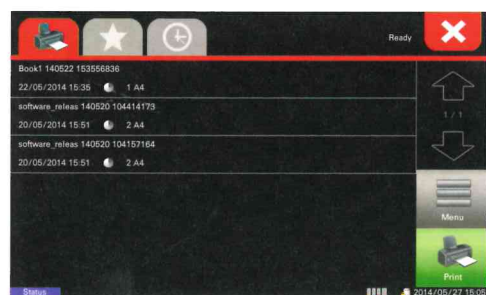 Ready
Book1 140522 153556836
22/05/2014 15:35 1 A4
software_releas 140520 104414173
20/05/2014 15:51 2 A4
software_releas 140520 104157164
20/05/2014 15:51 2 A4
1 / 1
Menu
Print
Status
2014/05/27 15:05